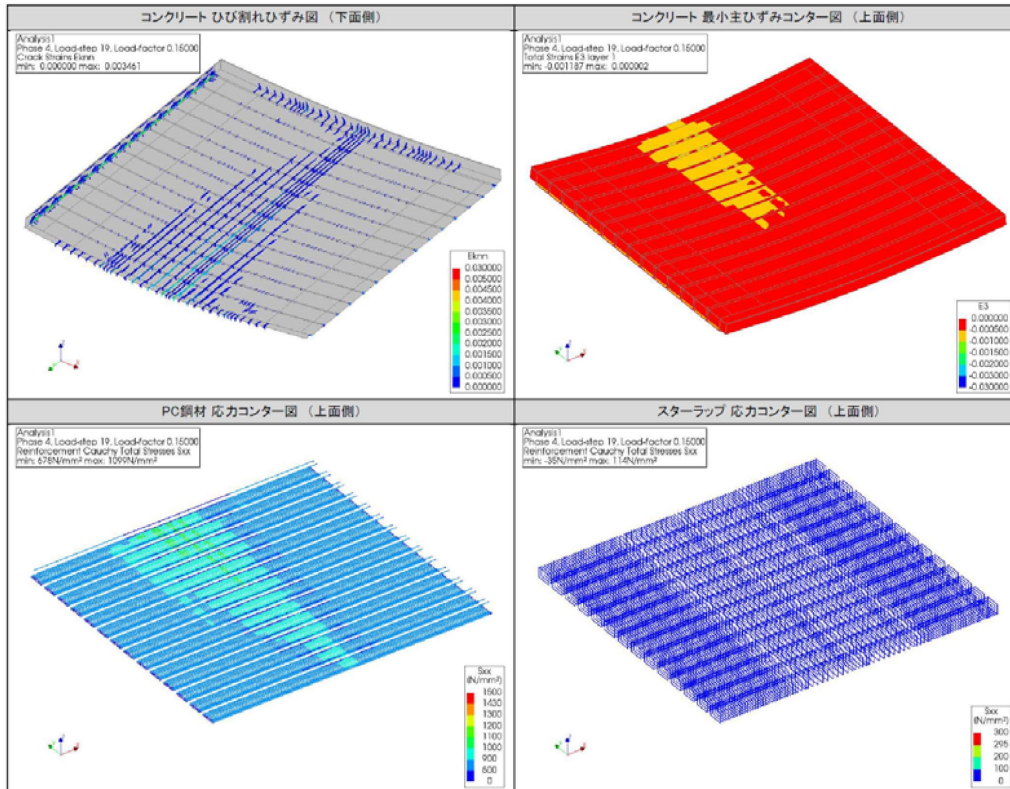 コンクリート ひび割れひずみ図 （下面側）
コンクリート 最小主ひずみコンター図 （上面側）
Analysis1
Phase 4, Load-step 19, Load-factor 0.15000
Crack Strains Eknn
min: 0.000000 max: 0.003461
Analysis1
Phase 4, Load-step 19, Load-factor 0.15000
Total Strains E3 layer 1
min: -0.001187 max: 0.000002
Eknn
0.030000
0.005000
0.004500
0.004000
0.003500
0.003000
0.002500
0.002000
0.001500
0.001000
0.000500
0.000000
E3
0.000000
-0.000500
-0.001000
-0.001500
-0.002000
-0.003000
-0.030000
PC鋼材 応力コンター図 （上面側）
スターラップ 応力コンター図 （上面側）
Analysis1
Phase 4, Load-step 19, Load-factor 0.15000
Reinforcement Cauchy Total Stresses Sxx
min: 678N/mm² max: 1099N/mm²
Analysis1
Phase 4, Load-step 19, Load-factor 0.15000
Reinforcement Cauchy Total Stresses Sxx
min: -35N/mm² max: 114N/mm²
Sxx
(N/mm²)
1500
1430
1300
1200
1100
1000
900
800
0
Sxx
(N/mm²)
300
295
200
100
0